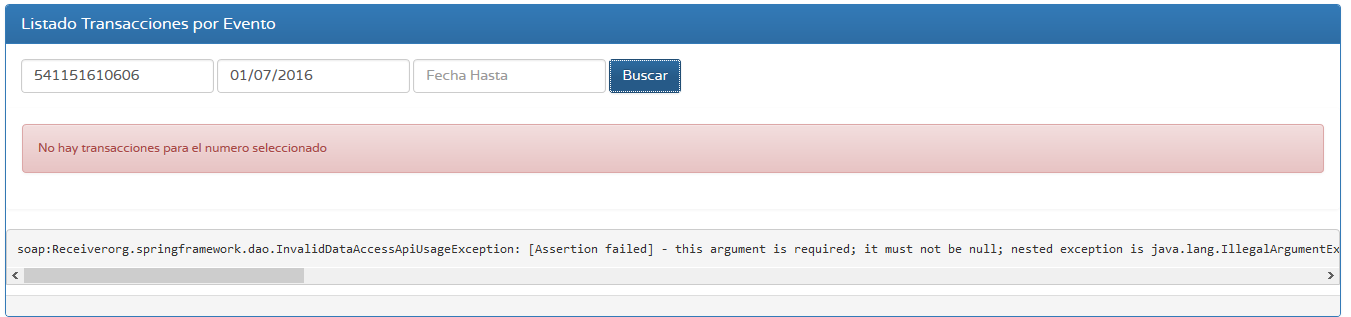 Listado Transacciones por Evento
541151610606 01/07/2016 Fecha Hasta Buscar
No hay transacciones para el numero seleccionado
soap:Receiverorg.springframework.dao.InvalidDataAccessApiUsageException: [Assertion failed] - this argument is required; it must not be null; nested exception is java.lang.IllegalArgumentEx